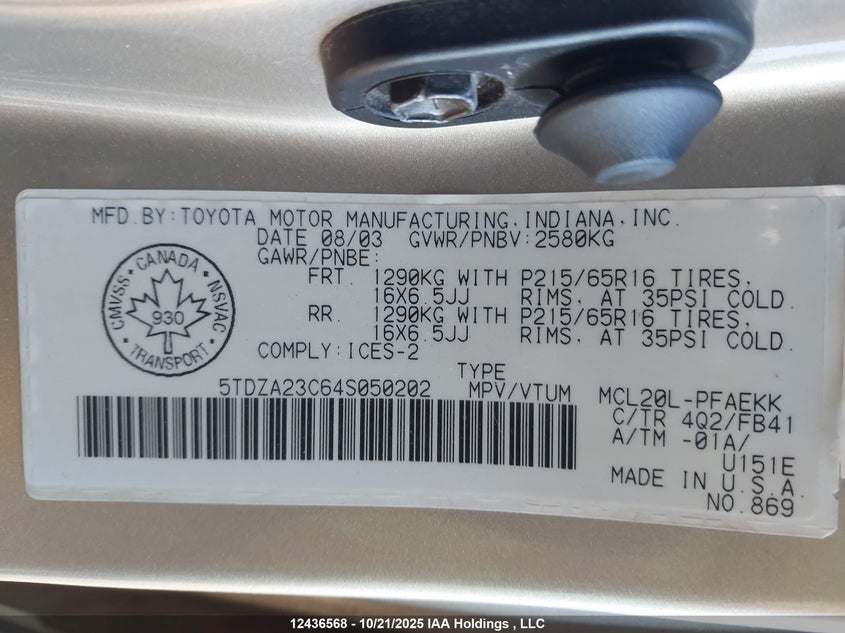 MFD.BY:TOYOTA MOTOR MANUFACTURING,INDIANA,INC.
DATE 08/03 GVWR/PNBV:2580KG
GAWR/PNBE:
FRT. 1290KG WITH P215/65R16 TIRES,
16X6.5JJ RIMS, AT 35PSI COLD.
RR. 1290KG WITH P215/65R16 TIRES,
16X6.5JJ RIMS, AT 35PSI COLD.
COMPLY:ICES-2
CANADA
CMVSS
NSVAC
930
TRANSPORT
TYPE
5TDZA23C64S050202 MPV/VTUM MCL20L-PFAEKK
C/TR 4Q2/FB41
A/TM -01A/
U151E
MADE IN U.S.A.
NO.869
12436568 - 10/21/2025 IAA Holdings , LLC